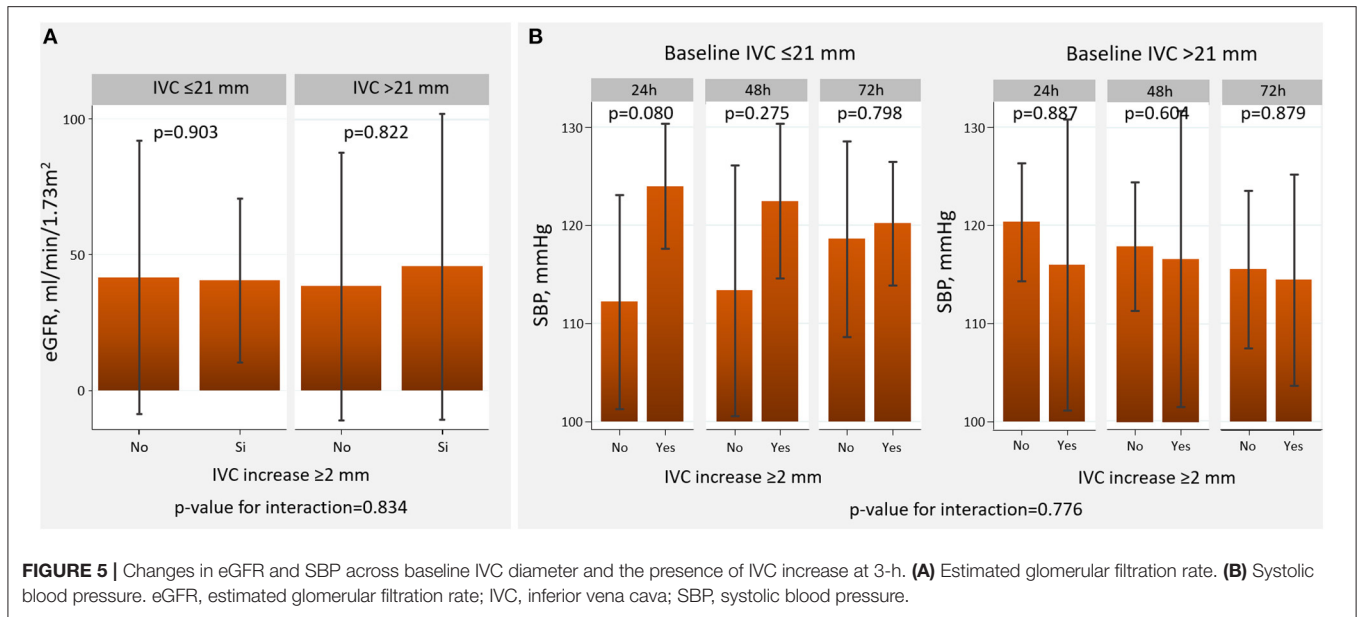 A
IVC ≤21 mm
IVC >21 mm
p=0.903
p=0.822
eGFR, ml/min/1.73m²
100
50
0
No
Si
No
Si
IVC increase ≥2 mm
p-value for interaction=0.834
B
Baseline IVC ≤21 mm
24h
48h
72h
p=0.080
p=0.275
p=0.798
SBP, mmHg
130
120
110
100
No
Yes
No
Yes
No
Yes
IVC increase ≥2 mm
Baseline IVC >21 mm
24h
48h
72h
p=0.887
p=0.604
p=0.879
SBP, mmHg
130
120
110
100
No
Yes
No
Yes
No
Yes
IVC increase ≥2 mm
p-value for interaction=0.776
FIGURE 5 | Changes in eGFR and SBP across baseline IVC diameter and the presence of IVC increase at 3-h. (A) Estimated glomerular filtration rate. (B) Systolic
blood pressure. eGFR, estimated glomerular filtration rate; IVC, inferior vena cava; SBP, systolic blood pressure.